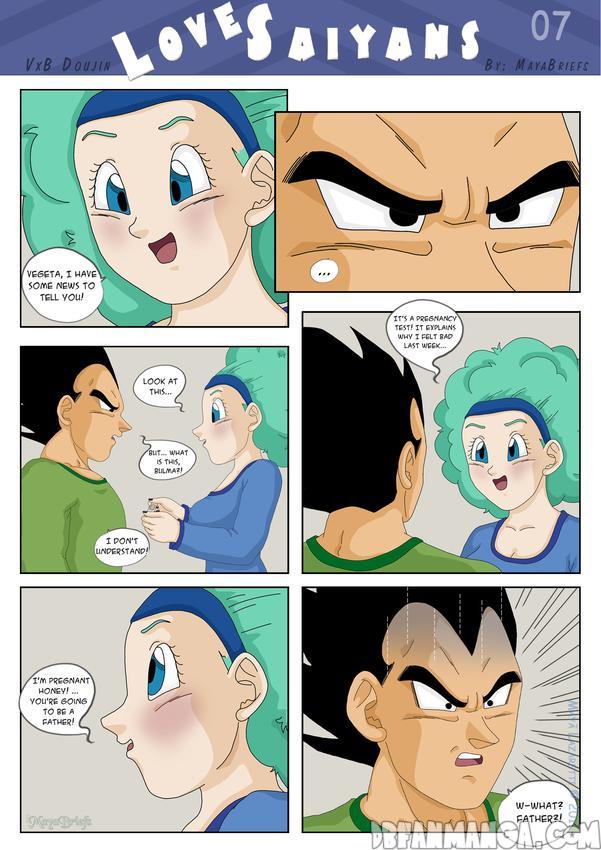 07
LOVE SAIYANS
VXB DOUJIN
BY: MAYABRIEFS
VEGETA, I HAVE
SOME NEWS TO
TELL YOU!
...
LOOK AT
THIS...
BUT... WHAT
IS THIS,
BULMA?!
I DON'T
UNDERSTAND!
IT'S A PREGNANCY
TEST! IT EXPLAINS
WHY I FELT BAD
LAST WEEK...
I'M PREGNANT
HONEY! ...
YOU'RE GOING
TO BE A
FATHER!
W-WHAT?
FATHER?!
MayaBriefs
DBFANMANGA.COM